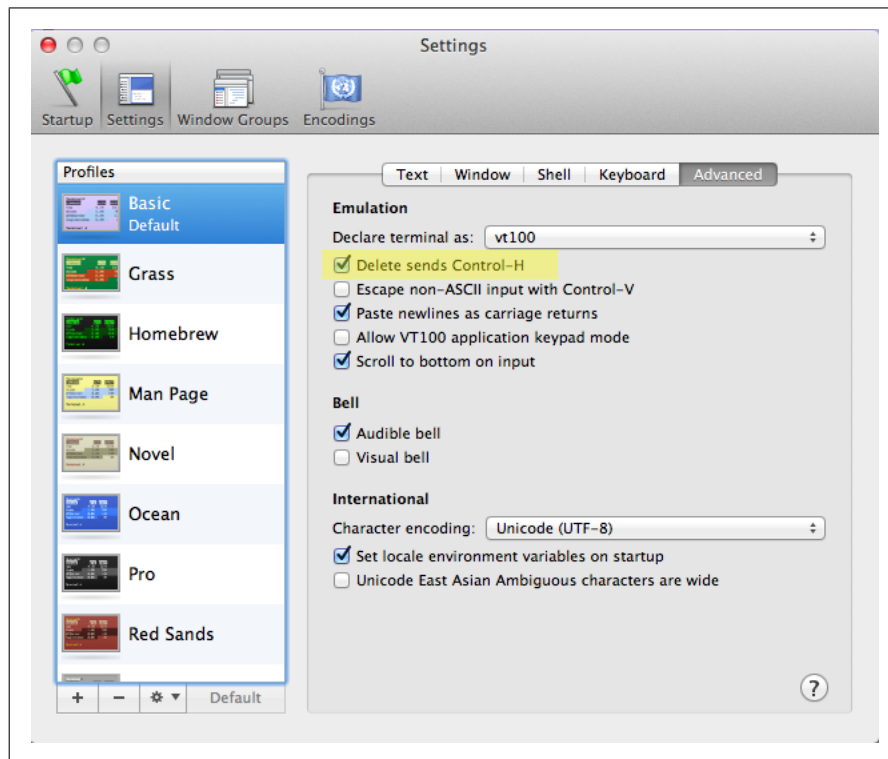 Settings
Startup Settings Window Groups Encodings
Profiles
Basic
Default
Grass
Homebrew
Man Page
Novel
Ocean
Pro
Red Sands
+ − Default
Text Window Shell Keyboard Advanced
Emulation
Declare terminal as: vt100
Delete sends Control-H
Escape non-ASCII input with Control-V
Paste newlines as carriage returns
Allow VT100 application keypad mode
Scroll to bottom on input
Bell
Audible bell
Visual bell
International
Character encoding: Unicode (UTF-8)
Set locale environment variables on startup
Unicode East Asian Ambiguous characters are wide
?